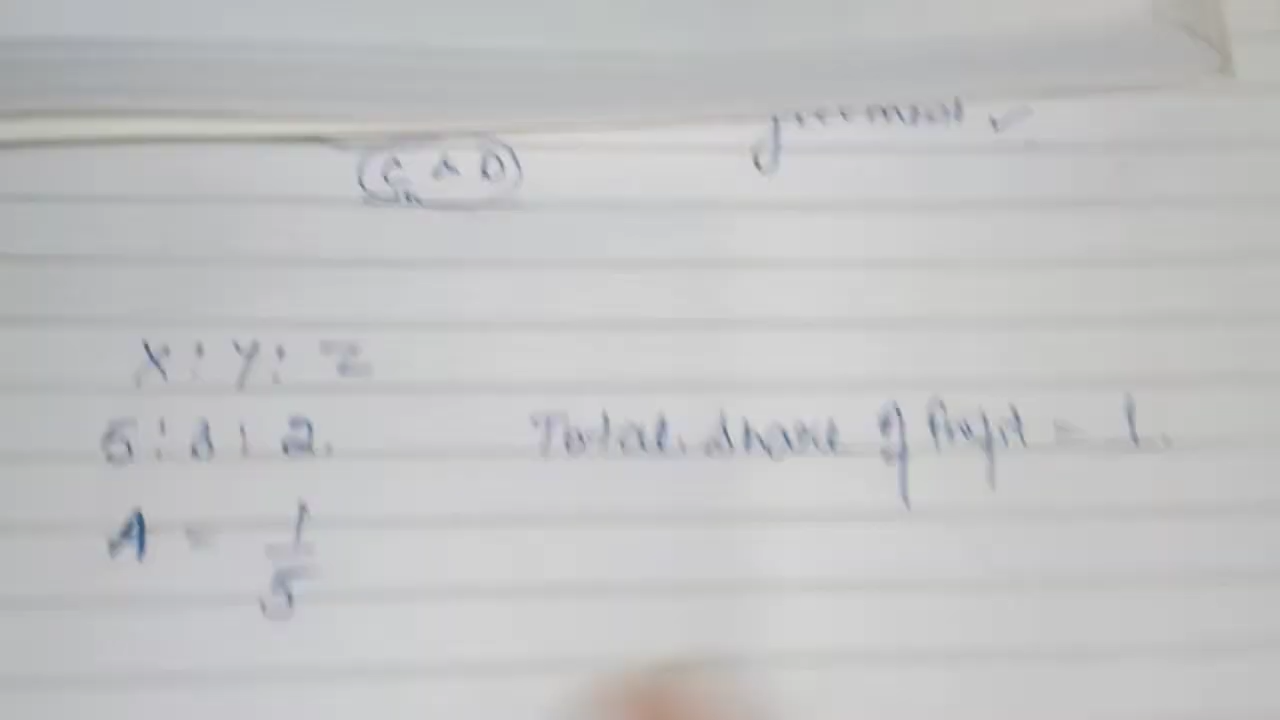 X : Y : Z
5 : 3 : 2. Total share of Profit = 1.
A = 1/5